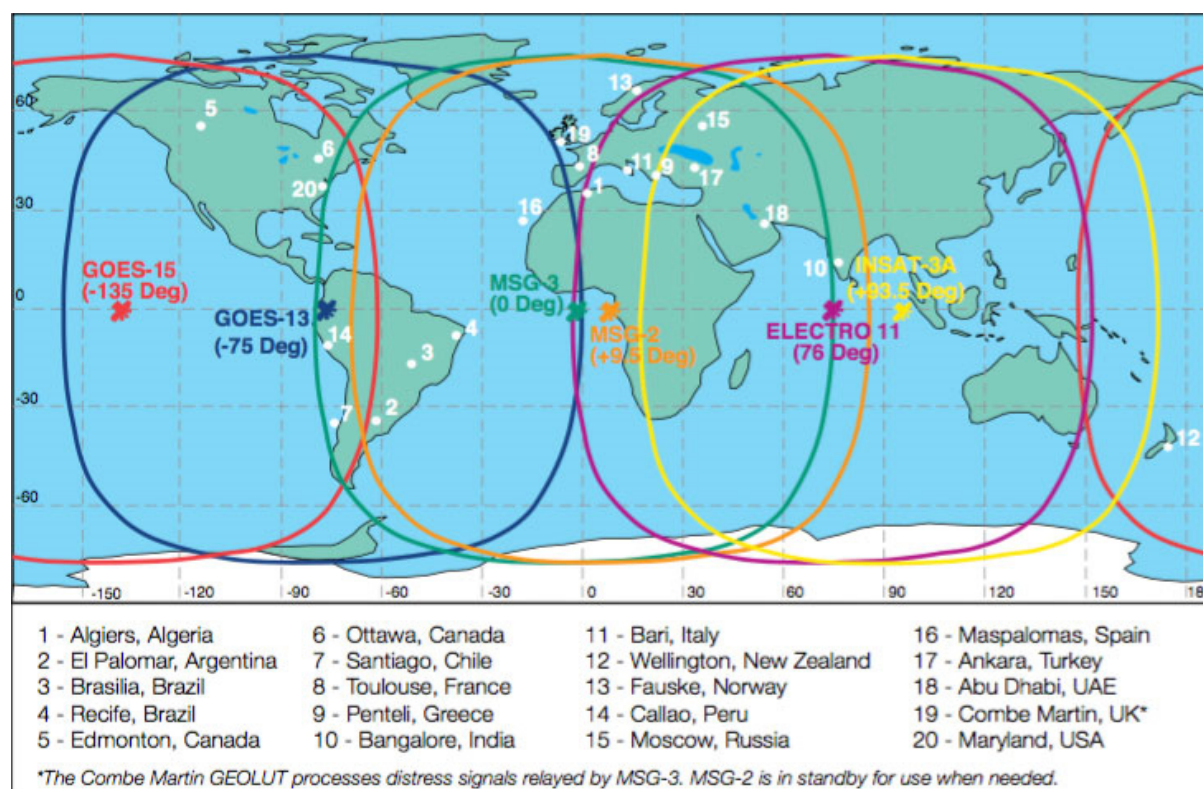 60
30
0
-30
-60
-150
-120
-90
-60
-30
0
30
60
90
120
150
18
GOES-15
(-135 Deg)
GOES-13
(-75 Deg)
MSG-3
(0 Deg)
MSG-2
(+9.5 Deg)
ELECTRO 11
(76 Deg)
INSAT-3A
(+93.5 Deg)
5
6
20
16
14
4
3
2
7
13
19
8
1
11
9
15
17
18
10
12
1 - Algiers, Algeria
2 - El Palomar, Argentina
3 - Brasilia, Brazil
4 - Recife, Brazil
5 - Edmonton, Canada
6 - Ottawa, Canada
7 - Santiago, Chile
8 - Toulouse, France
9 - Penteli, Greece
10 - Bangalore, India
11 - Bari, Italy
12 - Wellington, New Zealand
13 - Fauske, Norway
14 - Callao, Peru
15 - Moscow, Russia
16 - Maspalomas, Spain
17 - Ankara, Turkey
18 - Abu Dhabi, UAE
19 - Combe Martin, UK*
20 - Maryland, USA
*The Combe Martin GEOLUT processes distress signals relayed by MSG-3. MSG-2 is in standby for use when needed.